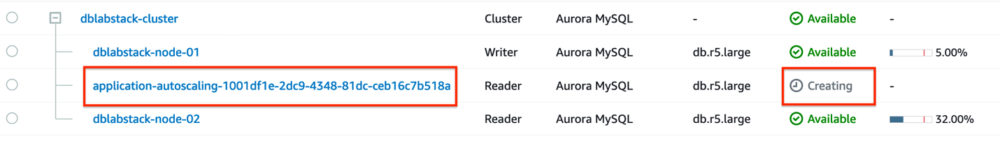 dblabstack-cluster Cluster Aurora MySQL - Available -
dblabstack-node-01 Writer Aurora MySQL db.r5.large Available 5.00%
application-autoscaling-1001df1e-2dc9-4348-81dc-ceb16c7b518a Reader Aurora MySQL db.r5.large Creating -
dblabstack-node-02 Reader Aurora MySQL db.r5.large Available 32.00%